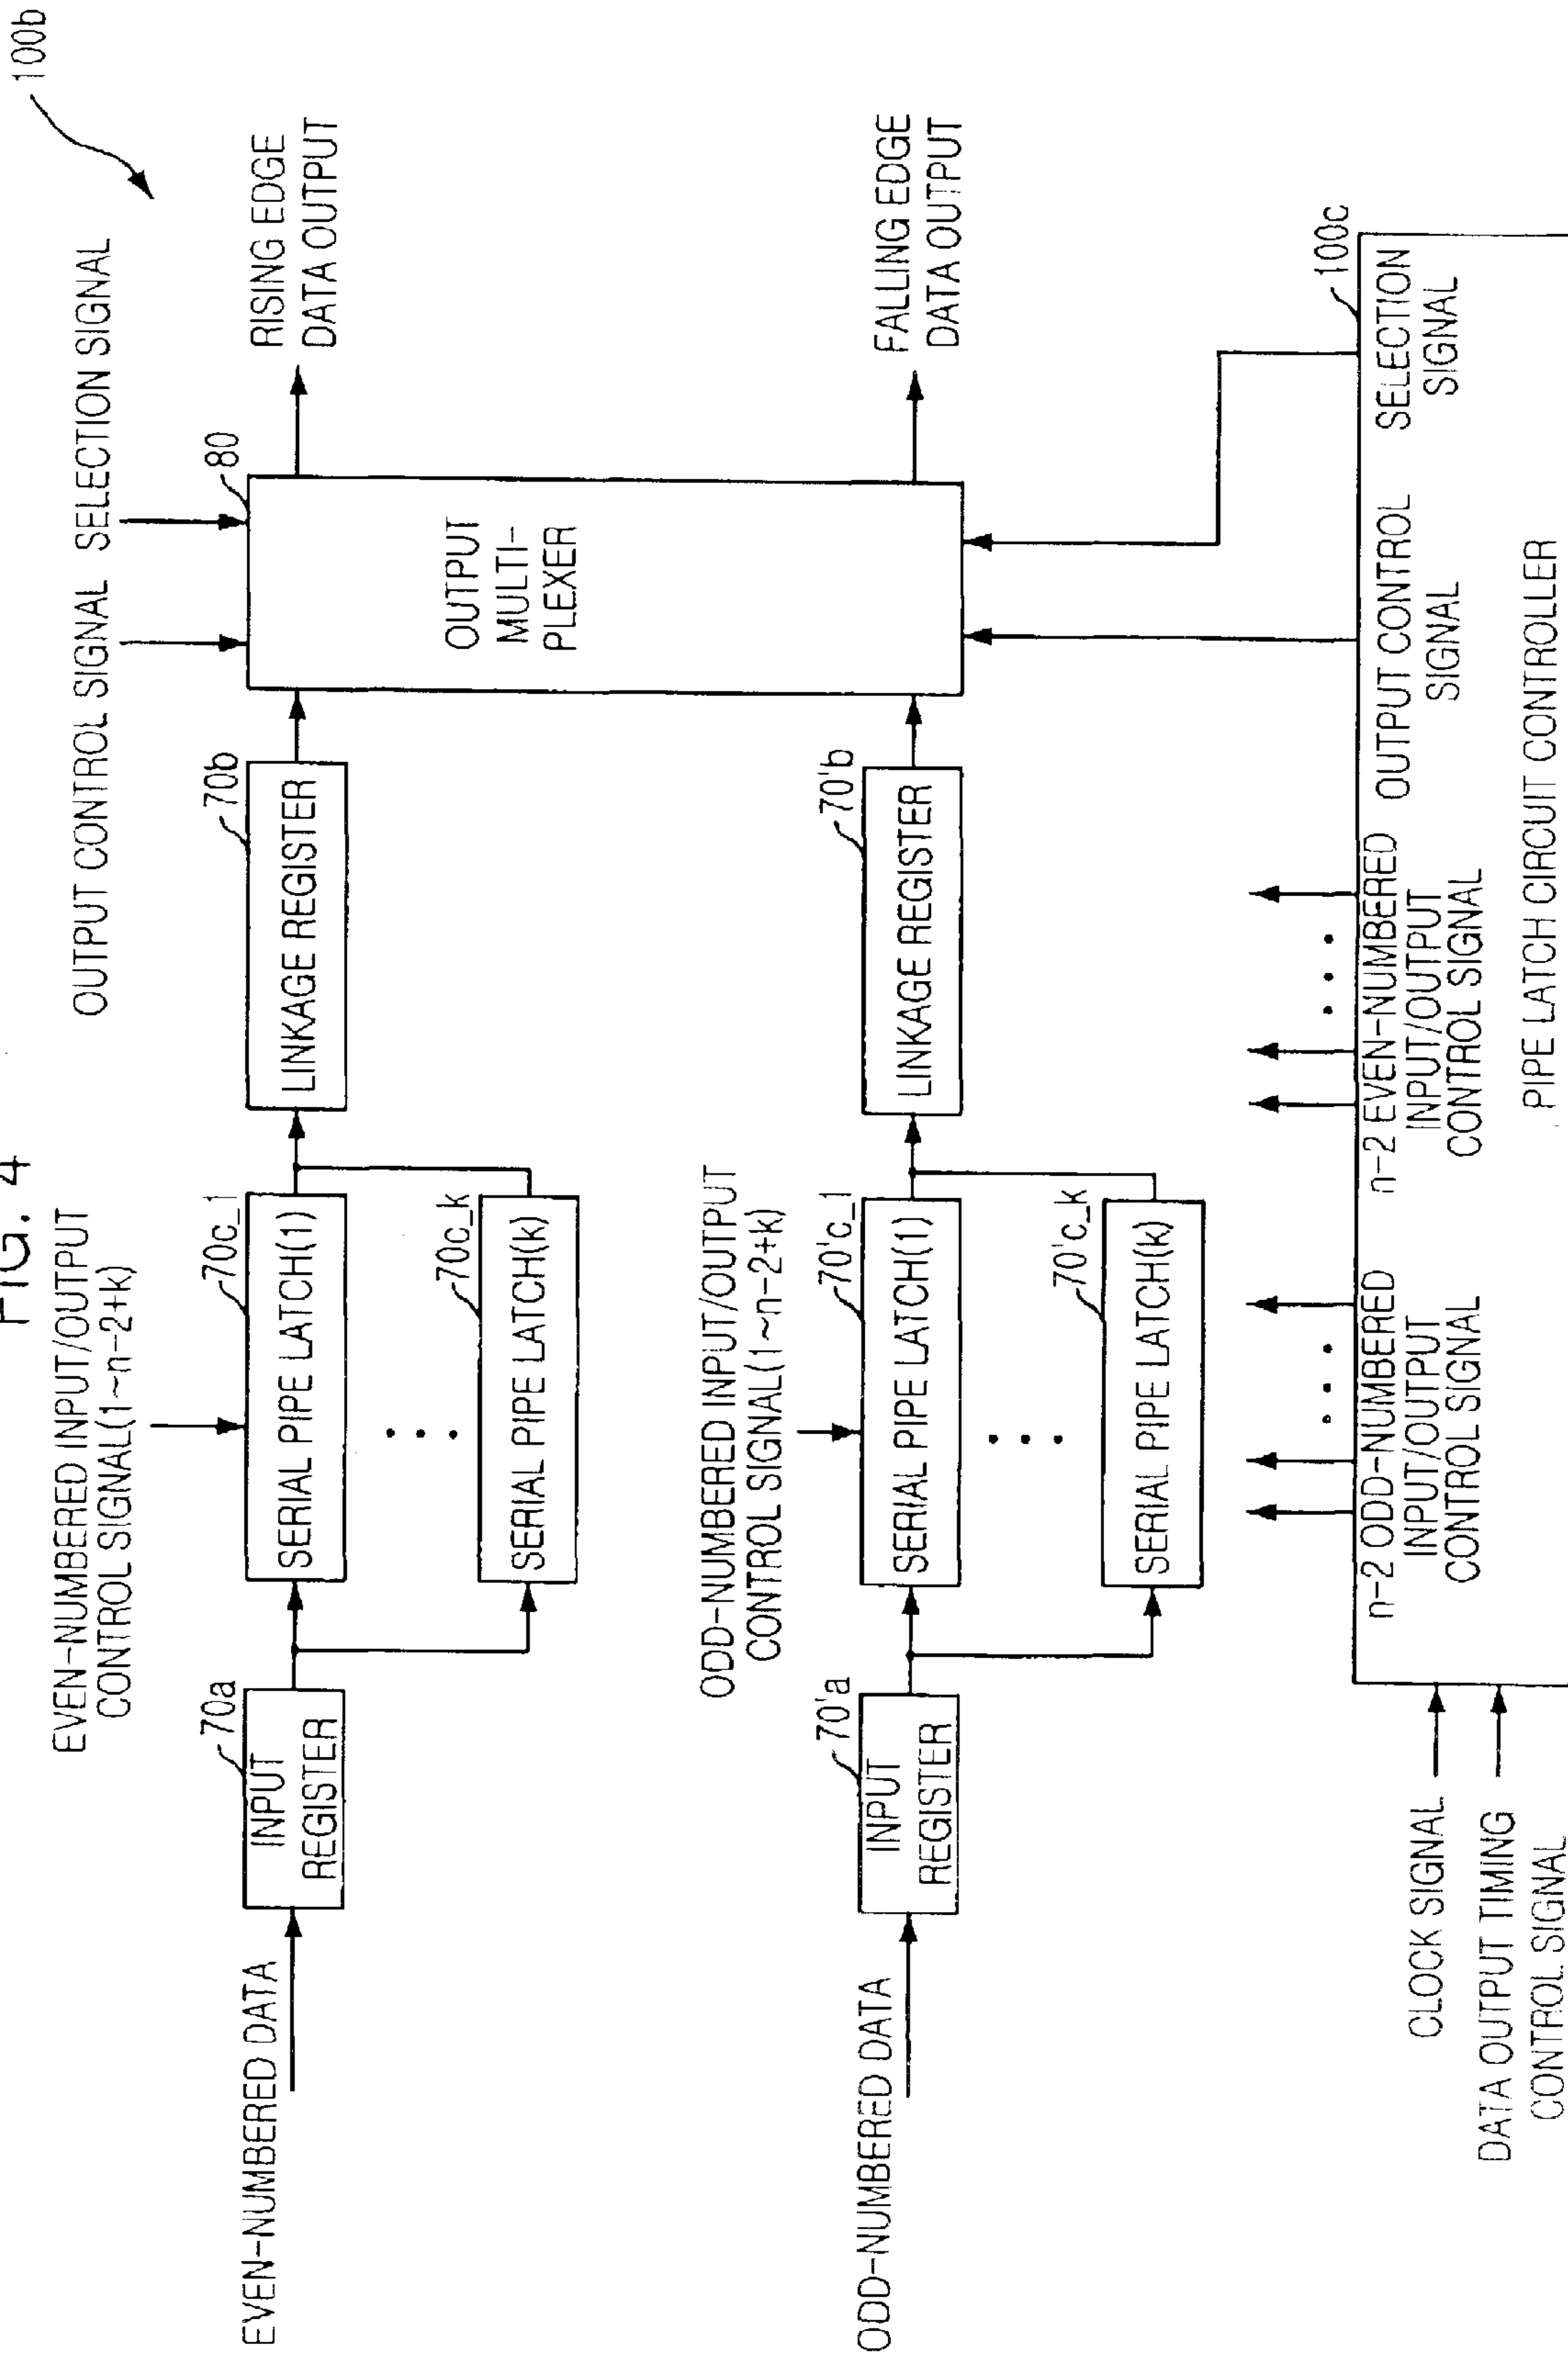 FIG. 4
100b
OUTPUT CONTROL SIGNAL
SELECTION SIGNAL
EVEN-NUMBERED INPUT/OUTPUT
CONTROL SIGNAL(1~n-2+k)
EVEN-NUMBERED DATA
70a
INPUT
REGISTER
70c_1
SERIAL PIPE LATCH(1)
70c_k
SERIAL PIPE LATCH(k)
70b
LINKAGE REGISTER
80
OUTPUT
MULTI-
PLEXER
RISING EDGE
DATA OUTPUT
ODD-NUMBERED INPUT/OUTPUT
CONTROL SIGNAL(1~n-2+k)
ODD-NUMBERED DATA
70'a
INPUT
REGISTER
70'c_1
SERIAL PIPE LATCH(1)
70'c_k
SERIAL PIPE LATCH(k)
70'b
LINKAGE REGISTER
FALLING EDGE
DATA OUTPUT
100c
CLOCK SIGNAL
DATA OUTPUT TIMING
CONTROL SIGNAL
n-2 ODD-NUMBERED
INPUT/OUTPUT
CONTROL SIGNAL
n-2 EVEN-NUMBERED
INPUT/OUTPUT
CONTROL SIGNAL
OUTPUT CONTROL
SIGNAL
SELECTION
SIGNAL
PIPE LATCH CIRCUIT CONTROLLER